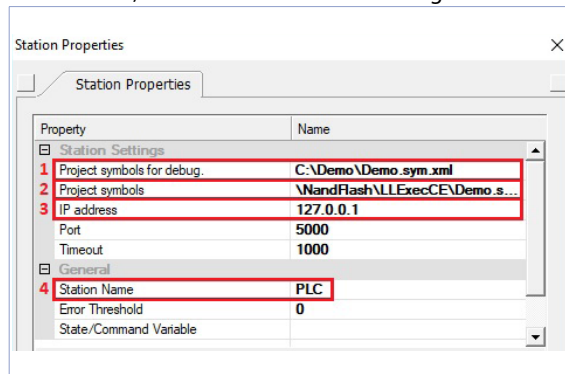 Station Properties
Station Properties
Property Name
Station Settings
1 Project symbols for debug. C:\Demo\Demo.sym.xml
2 Project symbols \NandFlash\LLExecCE\Demo.s...
3 IP address 127.0.0.1
Port 5000
Timeout 1000
General
4 Station Name PLC
Error Threshold 0
State/Command Variable